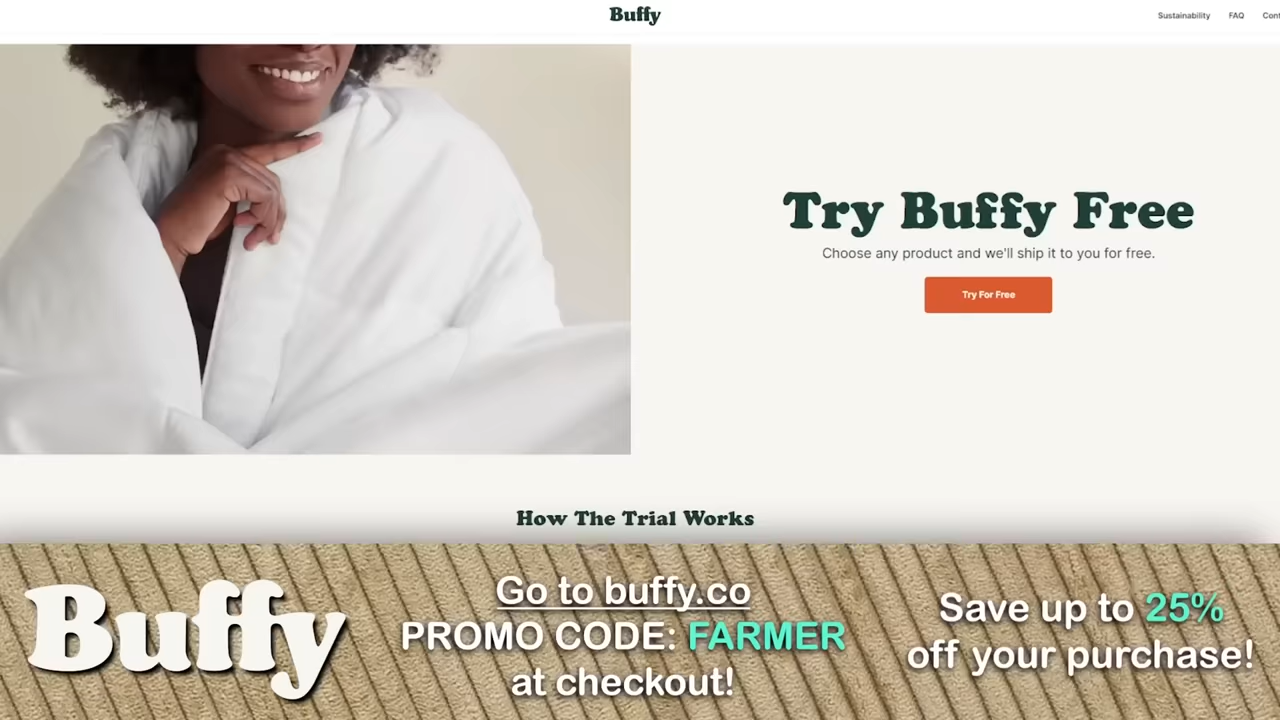 Buffy
Sustainability FAQ
Try Buffy Free
Choose any product and we'll ship it to you for free.
Try For Free
How The Trial Works
Buffy
Go to buffy.co
PROMO CODE: FARMER
at checkout!
Save up to 25%
off your purchase!